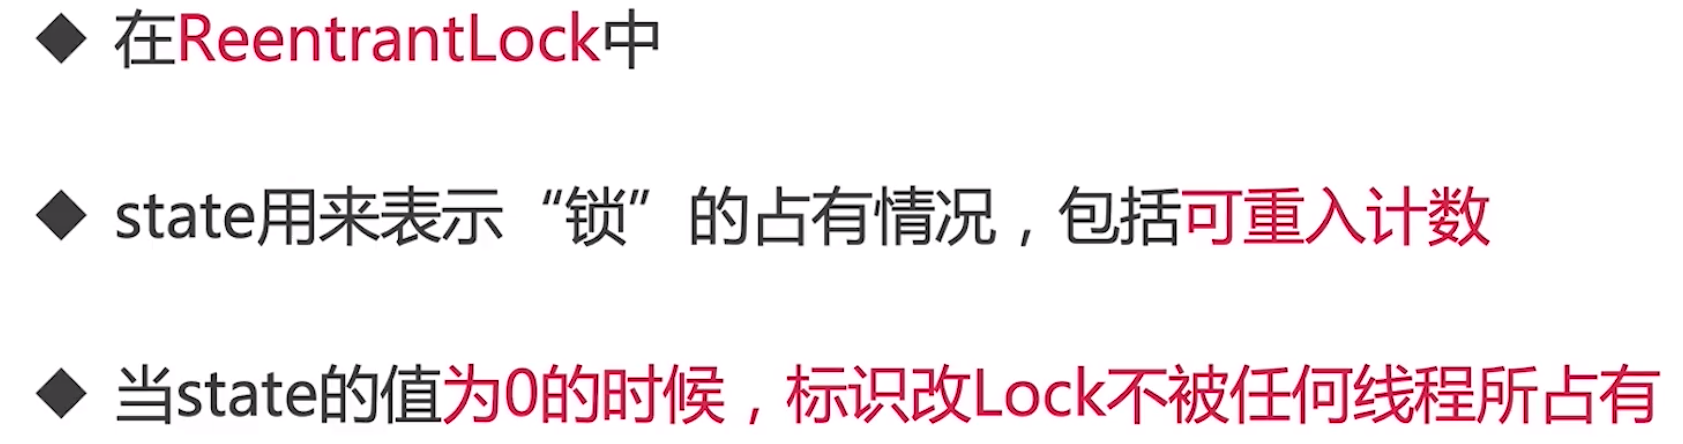 ◆ 在ReentrantLock中
◆ state用来表示“锁”的占有情况，包括可重入计数
◆ 当state的值为0的时候，标识改Lock不被任何线程所占有